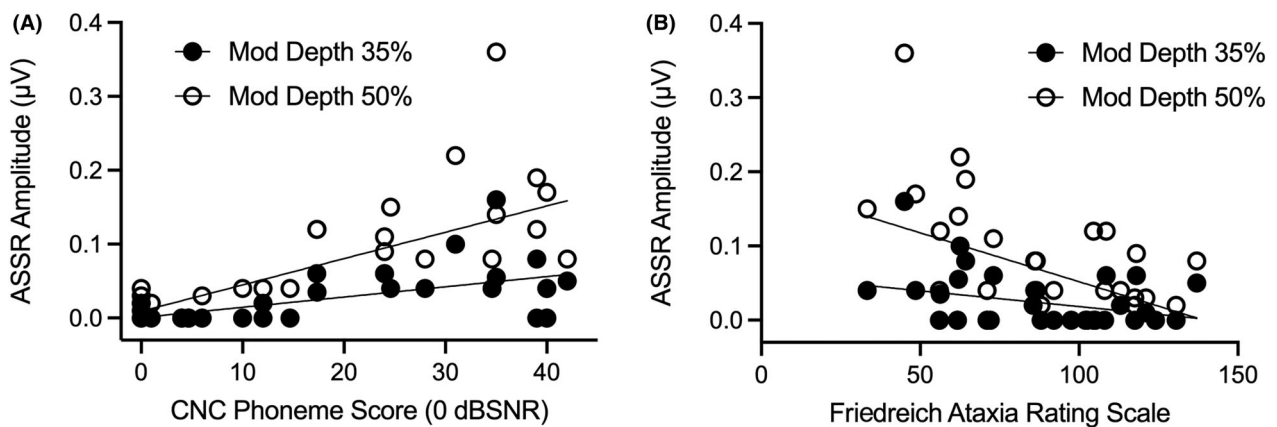 (A)
ASSR Amplitude (µV)
0.4
0.3
0.2
0.1
0.0
Mod Depth 35%
Mod Depth 50%
0 10 20 30 40
CNC Phoneme Score (0 dBSNR)
(B)
ASSR Amplitude (µV)
0.4
0.3
0.2
0.1
0.0
Mod Depth 35%
Mod Depth 50%
0 50 100 150
Friedreich Ataxia Rating Scale